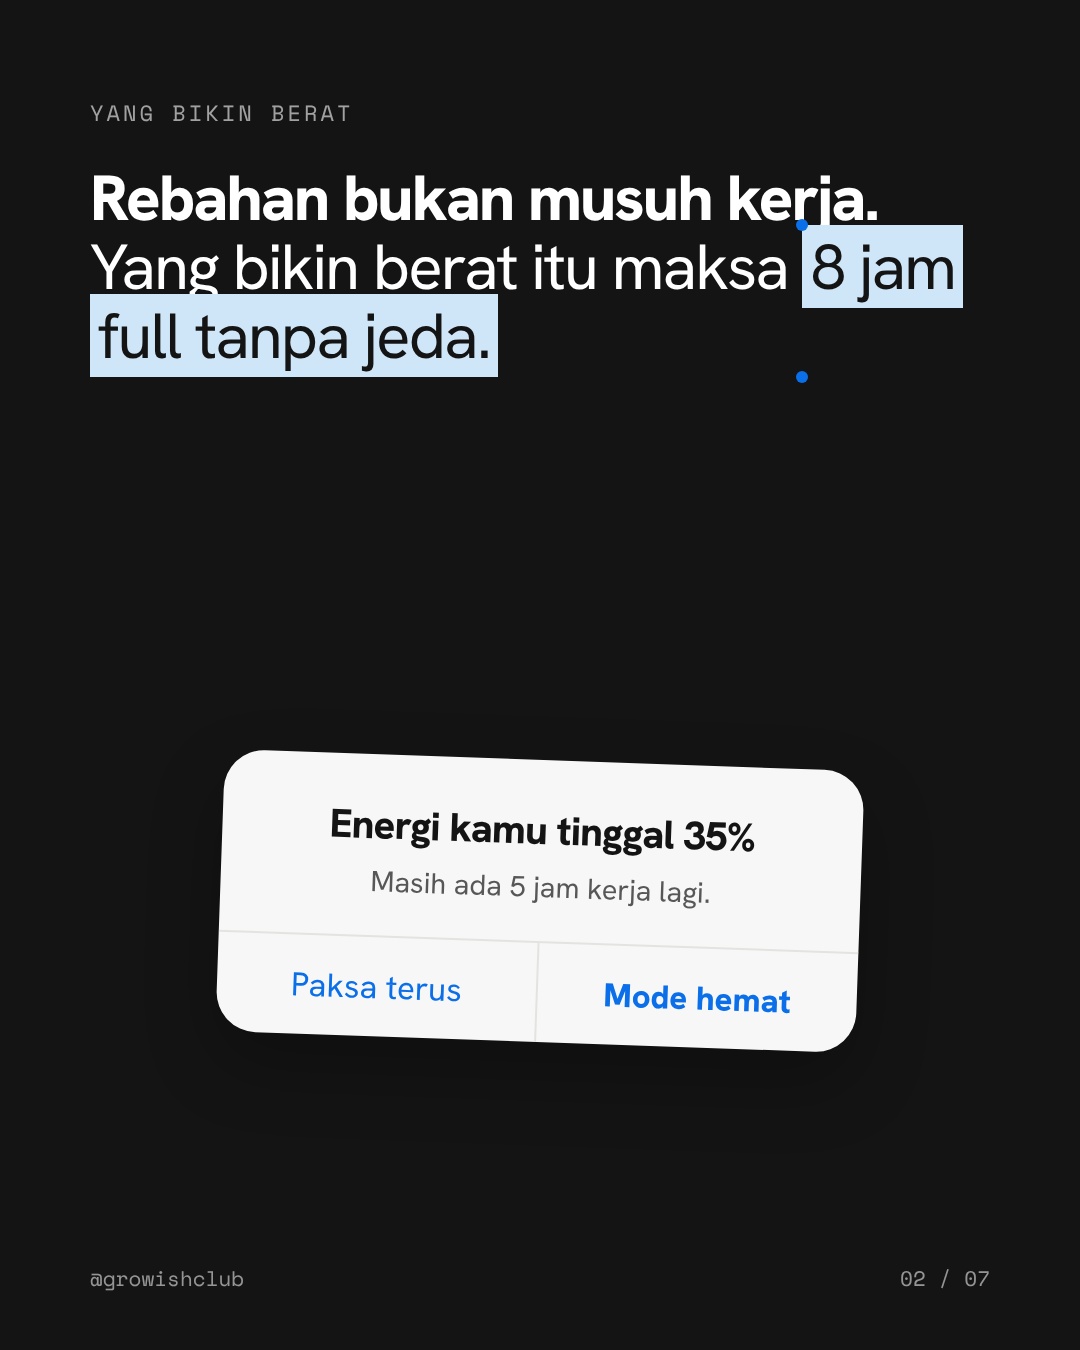 YANG BIKIN BERAT
Rebahan bukan musuh kerja.
Yang bikin berat itu maksa 8 jam
full tanpa jeda.
Energi kamu tinggal 35%
Masih ada 5 jam kerja lagi.
Paksa terus
Mode hemat
@growishclub
02 / 07